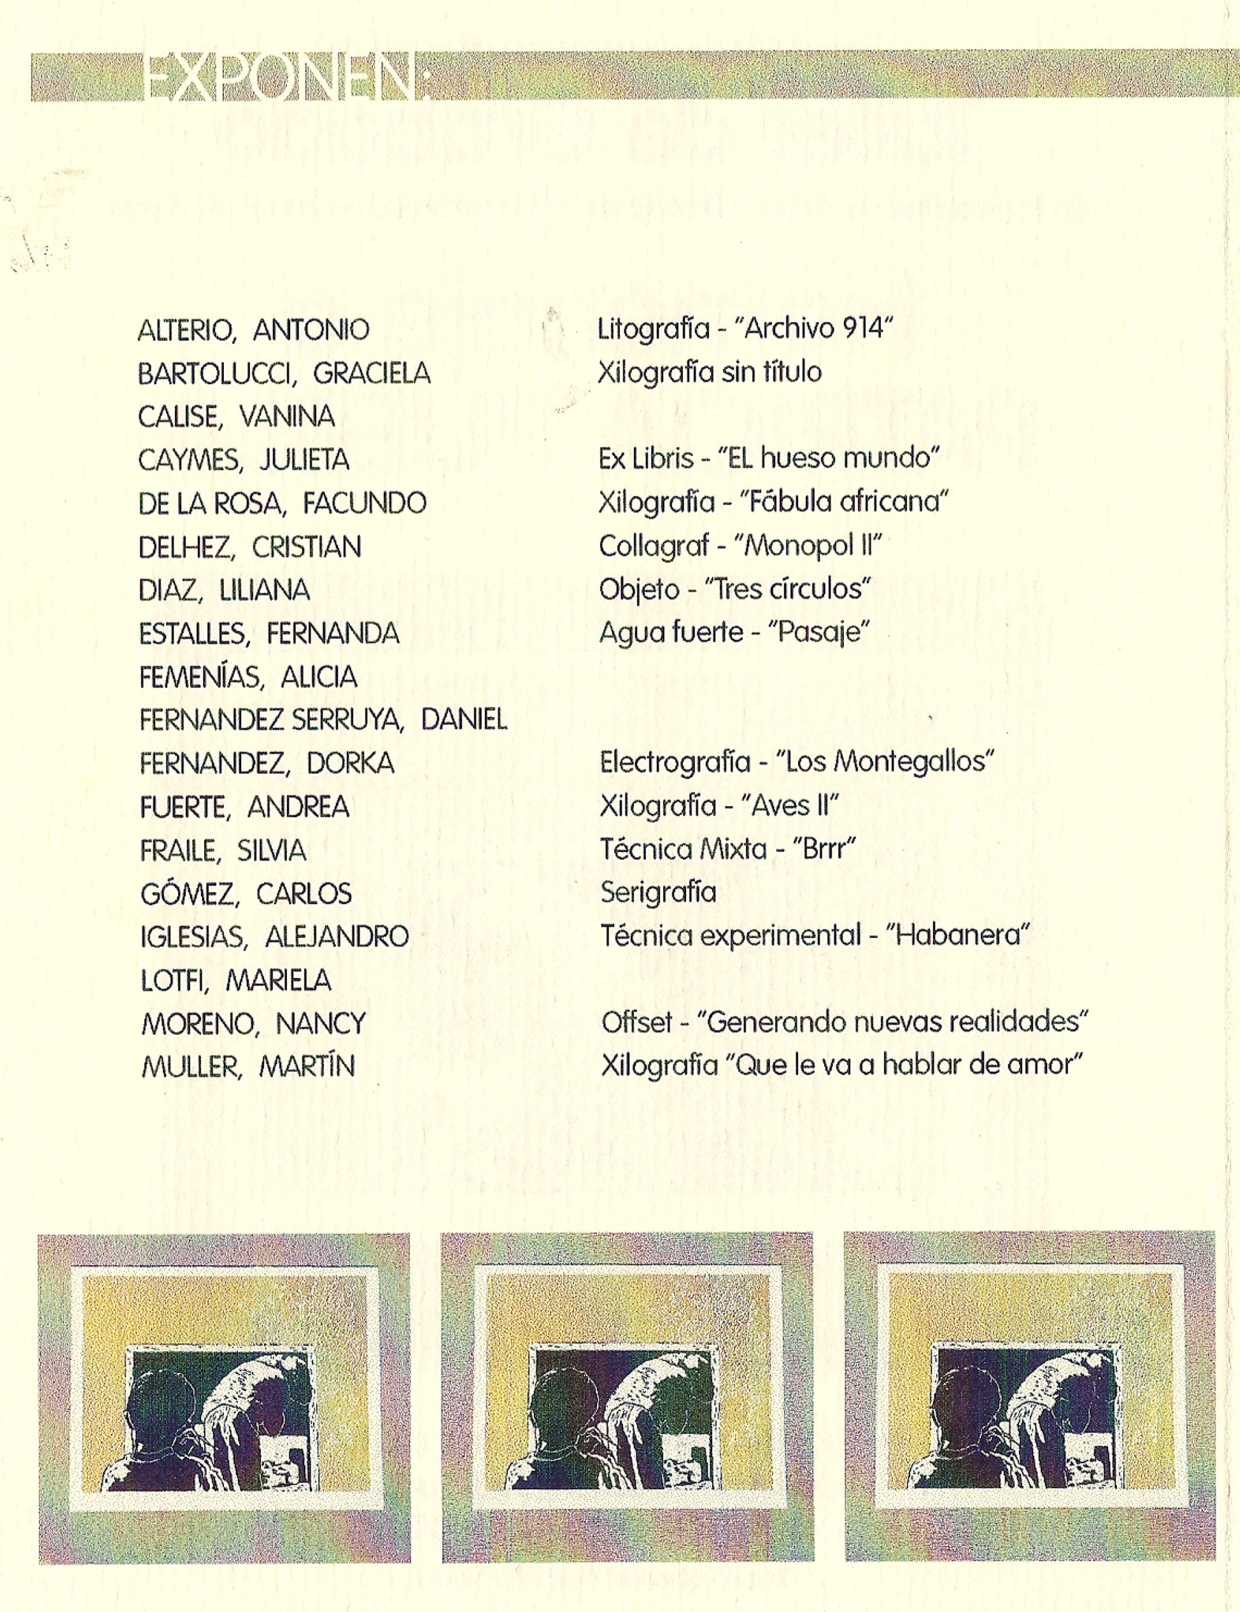 EXPONEN:
ALTERIO, ANTONIO Litografía - "Archivo 914"
BARTOLUCCI, GRACIELA Xilografía sin título
CALISE, VANINA
CAYMES, JULIETA Ex Libris - "EL hueso mundo"
DE LA ROSA, FACUNDO Xilografía - "Fábula africana"
DELHEZ, CRISTIAN Collagraf - "Monopol II"
DIAZ, LILIANA Objeto - "Tres círculos"
ESTALLES, FERNANDA Agua fuerte - "Pasaje"
FEMENÍAS, ALICIA
FERNANDEZ SERRUYA, DANIEL
FERNANDEZ, DORKA Electrografía - "Los Montegallos"
FUERTE, ANDREA Xilografía - "Aves II"
FRAILE, SILVIA Técnica Mixta - "Brrr"
GÓMEZ, CARLOS Serigrafía
IGLESIAS, ALEJANDRO Técnica experimental - "Habanera"
LOTFI, MARIELA
MORENO, NANCY Offset - "Generando nuevas realidades"
MULLER, MARTÍN Xilografía "Que le va a hablar de amor"